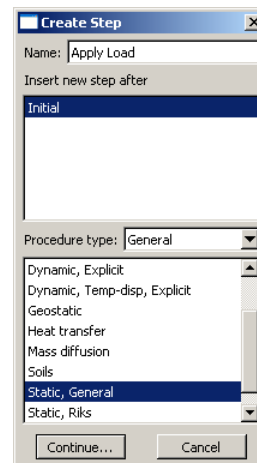 Create Step
Name: Apply Load
Insert new step after
Initial
Procedure type: General
Dynamic, Explicit
Dynamic, Temp-disp, Explicit
Geostatic
Heat transfer
Mass diffusion
Soils
Static, General
Static, Riks
Continue... Cancel